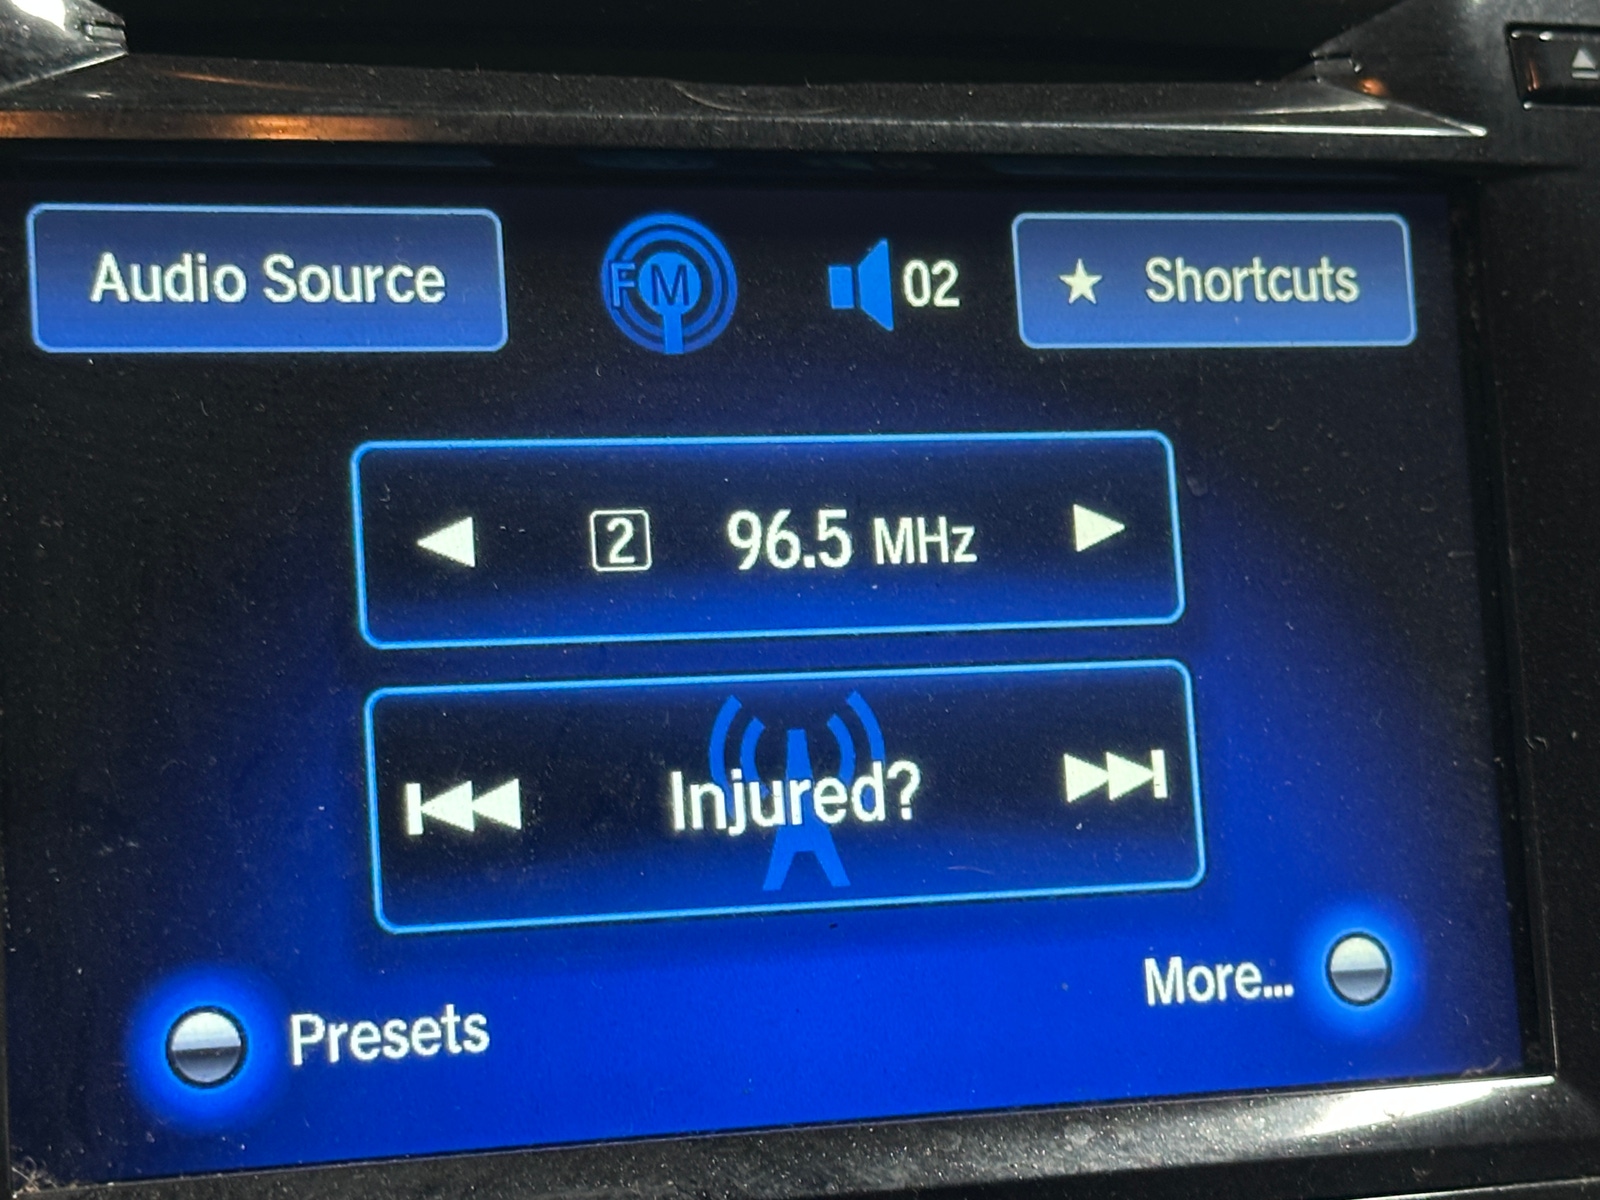 Audio Source
FM
02
★ Shortcuts
2 96.5 MHz
Injured?
Presets
More...